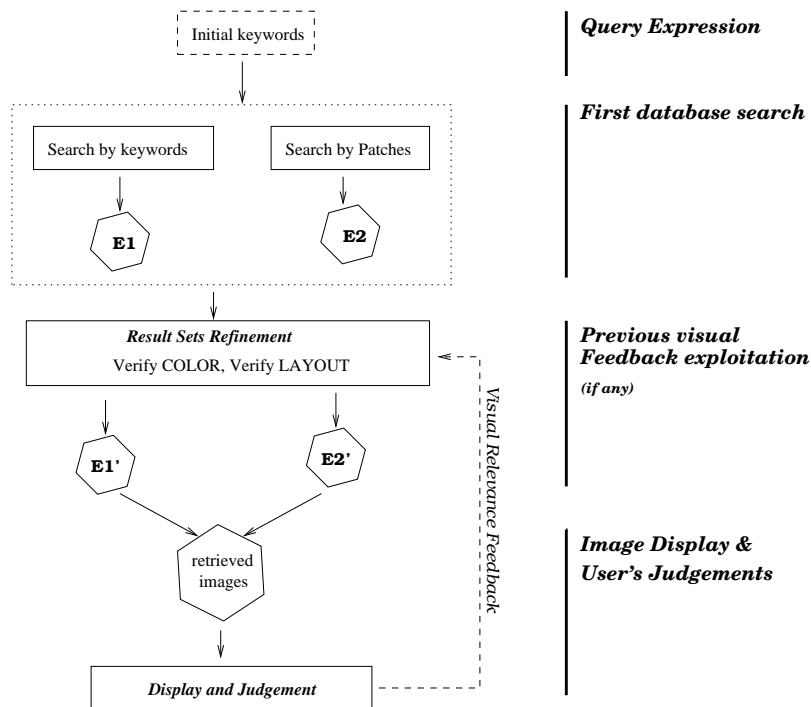 Initial keywords
Query Expression
First database search
Search by keywords
Search by Patches
E1
E2
Result Sets Refinement
Verify COLOR, Verify LAYOUT
Previous visual
Feedback exploitation
(if any)
E1’
E2’
Visual Relevance Feedback
retrieved
images
Image Display &
User’s Judgements
Display and Judgement